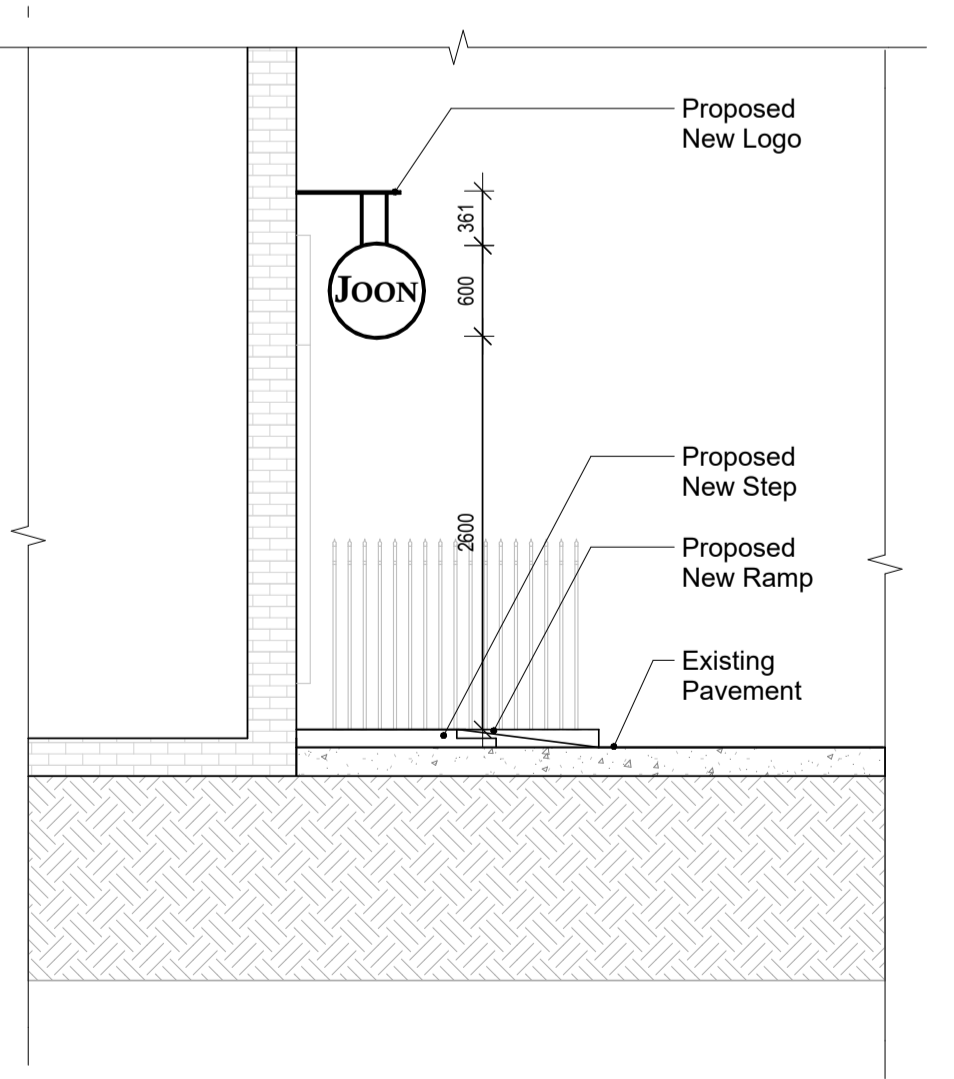 Proposed
New Logo
361
600
JOON
2600
Proposed
New Step
Proposed
New Ramp
Existing
Pavement